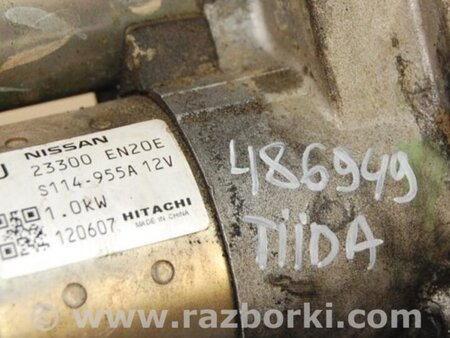 NISSAN
23300 EN20E
S114-955A 12V
1.0KW
120607 HITACHI
MADE IN CHINA
486949
TiiDA
www.razborki.com